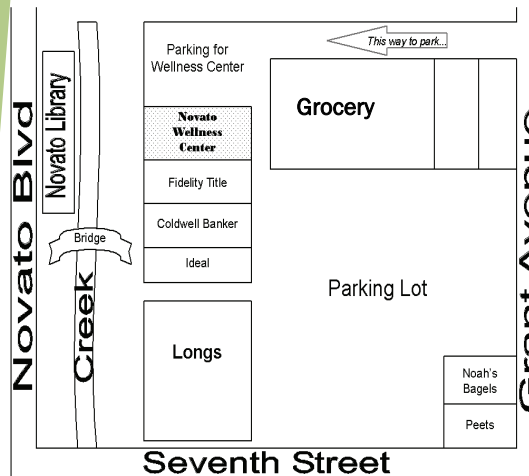 Parking for
Wellness Center
This way to park...
Novato Blvd
Novato Library
Novato
Wellness
Center
Grocery
Fidelity Title
Coldwell Banker
Bridge
Ideal
Creek
Parking Lot
Longs
Noah's
Bagels
Peets
Grant Avenue
Seventh Street